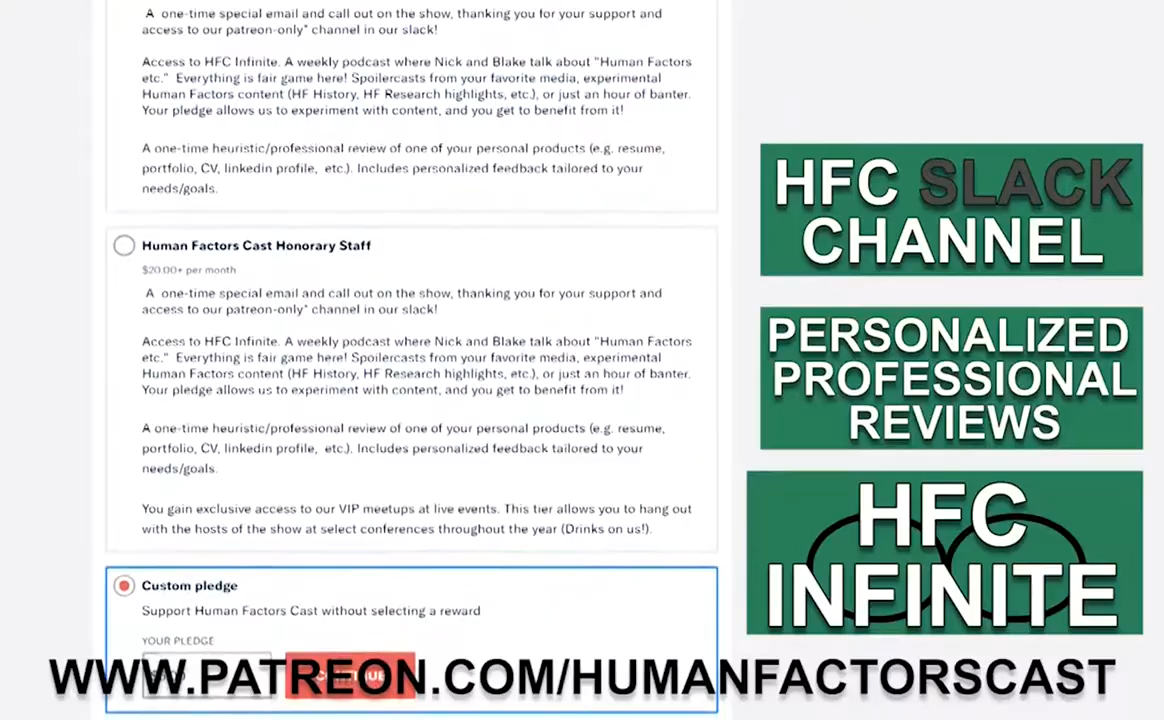 A one-time special email and call out on the show, thanking you for your support and
access to our patreon-only* channel in our slack!
Access to HFC Infinite. A weekly podcast where Nick and Blake talk about "Human Factors
etc." Everything is fair game here! Spoilercasts from your favorite media, experimental
Human Factors content (HF History, HF Research highlights, etc.), or just an hour of banter.
Your pledge allows us to experiment with content, and you get to benefit from it!
A one-time heuristic/professional review of one of your personal products (e.g. resume,
portfolio, CV, linkedin profile, etc.). Includes personalized feedback tailored to your
needs/goals.
Human Factors Cast Honorary Staff
$20.00+ per month
A one-time special email and call out on the show, thanking you for your support and
access to our patreon-only* channel in our slack!
Access to HFC Infinite. A weekly podcast where Nick and Blake talk about "Human Factors
etc." Everything is fair game here! Spoilercasts from your favorite media, experimental
Human Factors content (HF History, HF Research highlights, etc.), or just an hour of banter.
Your pledge allows us to experiment with content, and you get to benefit from it!
A one-time heuristic/professional review of one of your personal products (e.g. resume,
portfolio, CV, linkedin profile, etc.). Includes personalized feedback tailored to your
needs/goals.
You gain exclusive access to our VIP meetups at live events. This tier allows you to hang out
with the hosts of the show at select conferences throughout the year (Drinks on us!).
Custom pledge
Support Human Factors Cast without selecting a reward
YOUR PLEDGE
HFC SLACK
CHANNEL
PERSONALIZED
PROFESSIONAL
REVIEWS
HFC
INFINITE
WWW.PATREON.COM/HUMANFACTORSCAST